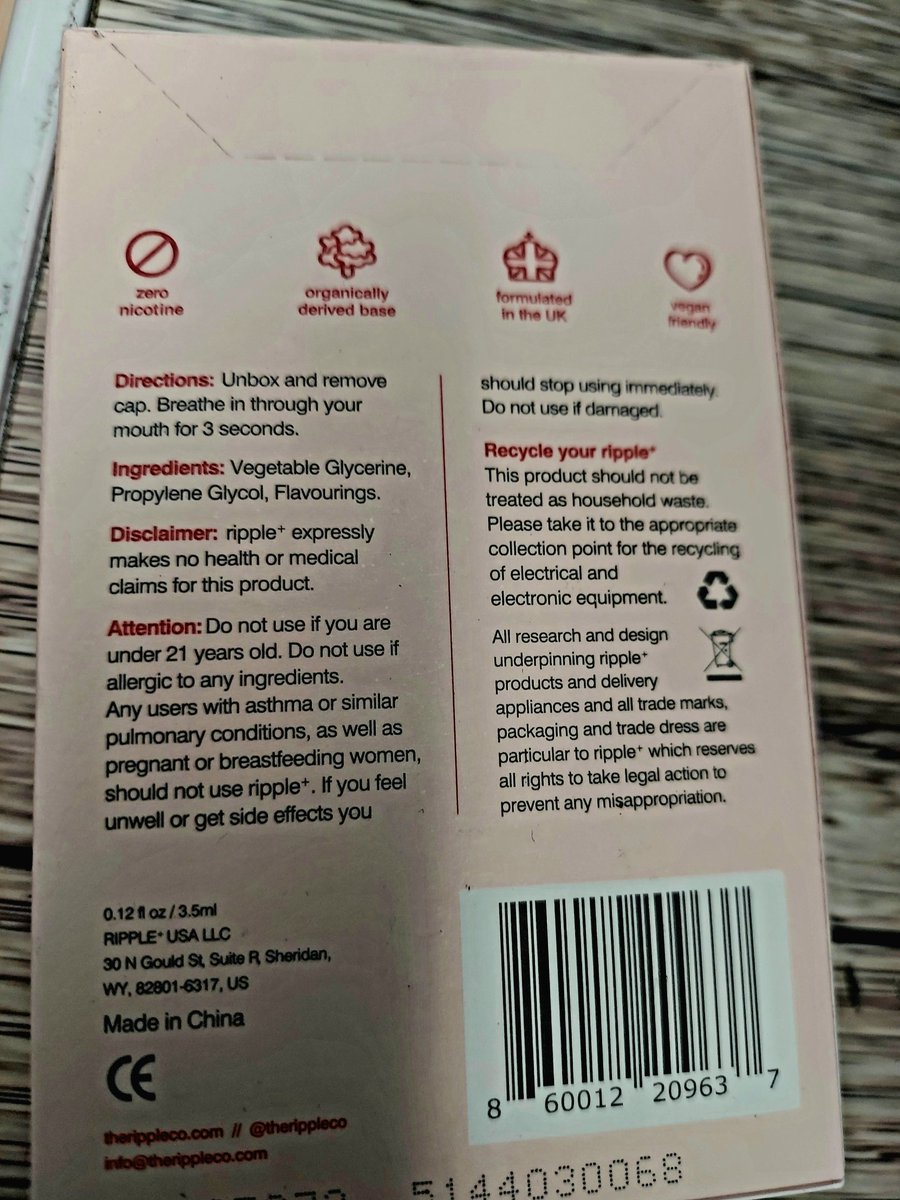 zero
nicotine
organically
derived base
formulated
in the UK
vegan
friendly
Directions: Unbox and remove
cap. Breathe in through your
mouth for 3 seconds.
Ingredients: Vegetable Glycerine,
Propylene Glycol, Flavourings.
Disclaimer: ripple⁺ expressly
makes no health or medical
claims for this product.
Attention: Do not use if you are
under 21 years old. Do not use if
allergic to any ingredients.
Any users with asthma or similar
pulmonary conditions, as well as
pregnant or breastfeeding women,
should not use ripple⁺. If you feel
unwell or get side effects you
should stop using immediately.
Do not use if damaged.
Recycle your ripple⁺
This product should not be
treated as household waste.
Please take it to the appropriate
collection point for the recycling
of electrical and
electronic equipment.
All research and design
underpinning ripple⁺
products and delivery
appliances and all trade marks,
packaging and trade dress are
particular to ripple⁺ which reserves
all rights to take legal action to
prevent any misappropriation.
0.12 fl oz / 3.5ml
RIPPLE⁺ USA LLC
30 N Gould St, Suite R, Sheridan,
WY, 82801-6317, US
Made in China
CE
therippleco.com // @therippleco
info@therippleco.com
8 60012 20963 7
5144030068